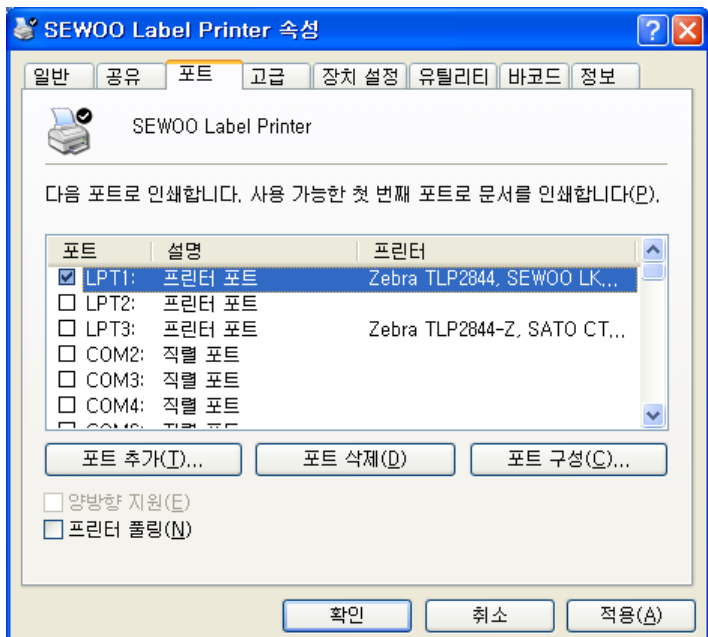 SEWOO Label Printer 속성
일반 공유 포트 고급 장치 설정 유틸리티 바코드 정보
SEWOO Label Printer
다음 포트로 인쇄합니다. 사용 가능한 첫 번째 포트로 문서를 인쇄합니다(P).
포트 설명 프린터
LPT1: 프린터 포트 Zebra TLP2844, SEWOO LK...
LPT2: 프린터 포트
LPT3: 프린터 포트 Zebra TLP2844-Z, SATO CT...
COM2: 직렬 포트
COM3: 직렬 포트
COM4: 직렬 포트
포트 추가(T)... 포트 삭제(D) 포트 구성(C)...
양방향 지원(E)
프린터 풀링(N)
확인 취소 적용(A)